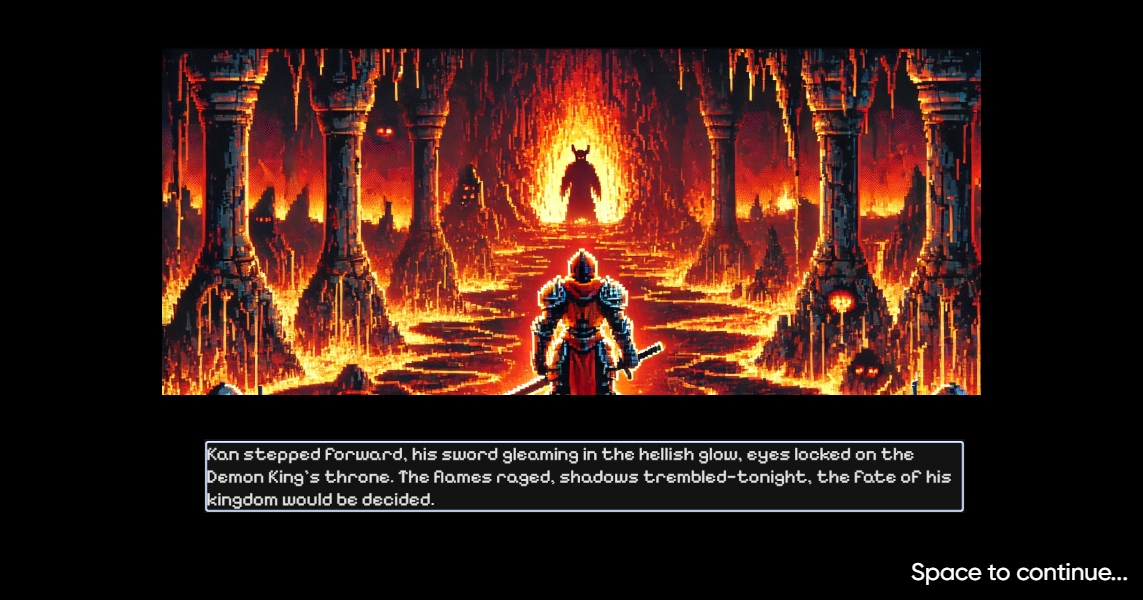 Kan stepped forward, his sword gleaming in the hellish glow, eyes locked on the
Demon King's throne. The flames raged, shadows trembled-tonight, the fate of his
kingdom would be decided.
Space to continue...